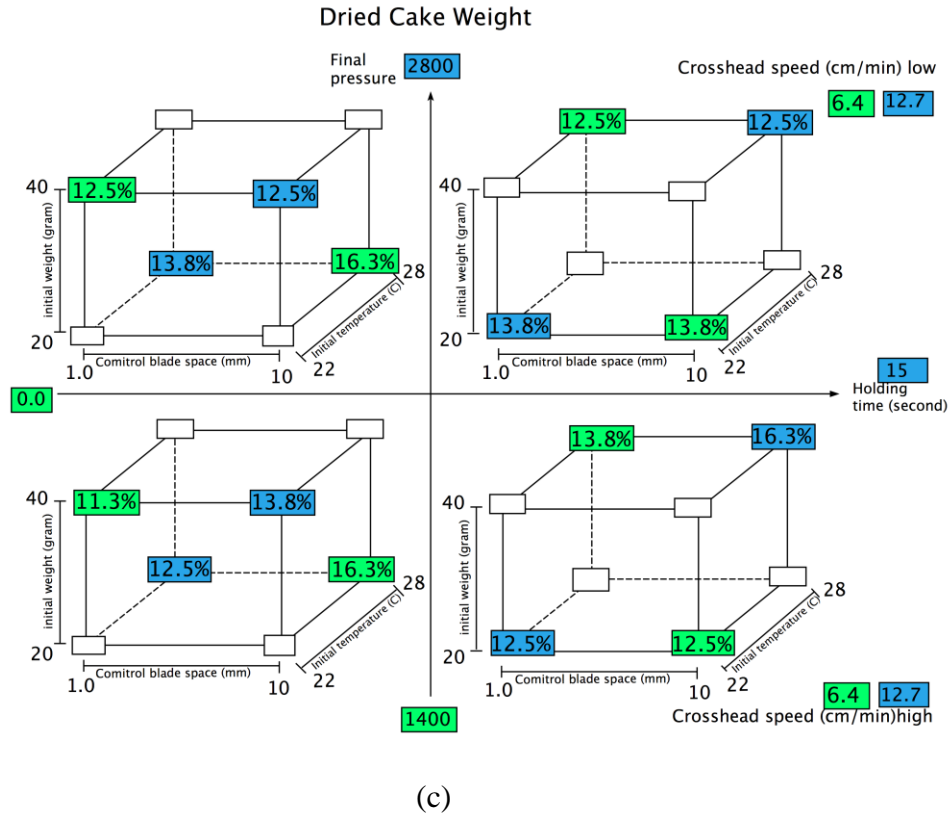 Dried Cake Weight
Final
pressure
2800
Crosshead speed (cm/min) low
6.4
12.7
12.5%
12.5%
13.8%
16.3%
40
20
initial weight (gram)
Comitrol blade space (mm)
1.0
10
22
28
Initial temperature (C)
12.5%
12.5%
13.8%
13.8%
40
20
initial weight (gram)
Comitrol blade space (mm)
1.0
10
22
28
Initial temperature (C)
0.0
15
Holding
time (second)
11.3%
13.8%
12.5%
16.3%
40
20
initial weight (gram)
Comitrol blade space (mm)
1.0
10
22
28
Initial temperature (C)
13.8%
16.3%
12.5%
12.5%
40
20
initial weight (gram)
Comitrol blade space (mm)
1.0
10
22
28
Initial temperature (C)
1400
6.4
12.7
Crosshead speed (cm/min)high
(c)